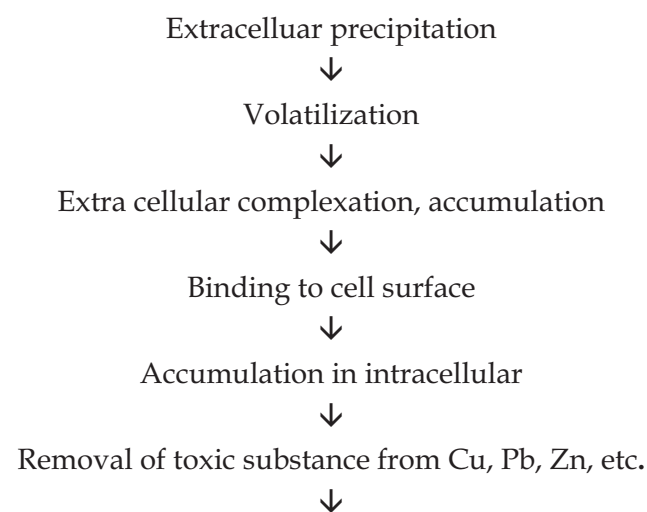 Extracelluar precipitation
↓
Volatilization
↓
Extra cellular complexation, accumulation
↓
Binding to cell surface
↓
Accumulation in intracellular
↓
Removal of toxic substance from Cu, Pb, Zn, etc.
↓